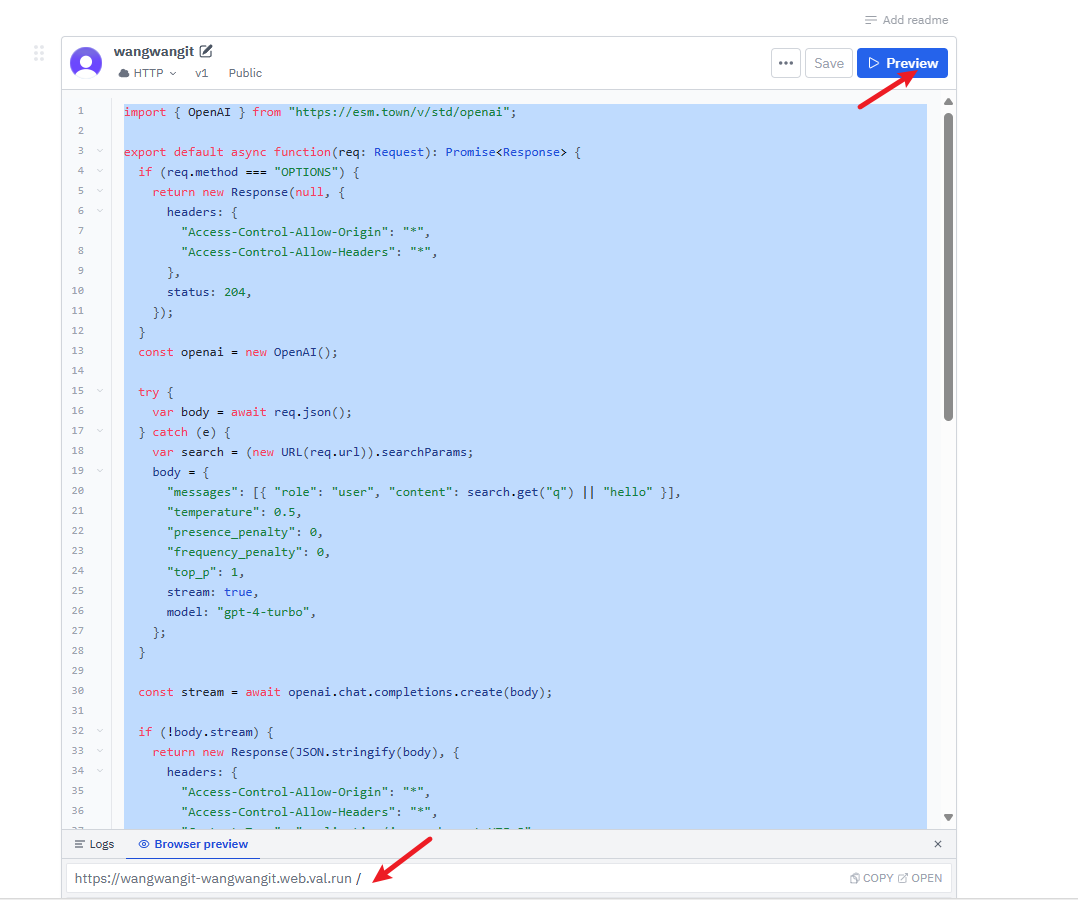 Add readme
wangwangit
HTTP v1 Public
Save Preview
1 import { OpenAI } from "https://esm.town/v/std/openai";
2
3 export default async function(req: Request): Promise<Response> {
4 if (req.method === "OPTIONS") {
5 return new Response(null, {
6 headers: {
7 "Access-Control-Allow-Origin": "*",
8 "Access-Control-Allow-Headers": "*",
9 },
10 status: 204,
11 });
12 }
13 const openai = new OpenAI();
14
15 try {
16 var body = await req.json();
17 } catch (e) {
18 var search = (new URL(req.url)).searchParams;
19 body = {
20 "messages": [{ "role": "user", "content": search.get("q") || "hello" }],
21 "temperature": 0.5,
22 "presence_penalty": 0,
23 "frequency_penalty": 0,
24 "top_p": 1,
25 stream: true,
26 model: "gpt-4-turbo",
27 };
28 }
29
30 const stream = await openai.chat.completions.create(body);
31
32 if (!body.stream) {
33 return new Response(JSON.stringify(body), {
34 headers: {
35 "Access-Control-Allow-Origin": "*",
36 "Access-Control-Allow-Headers": "*",
Logs Browser preview
https://wangwangit-wangwangit.web.val.run / COPY OPEN